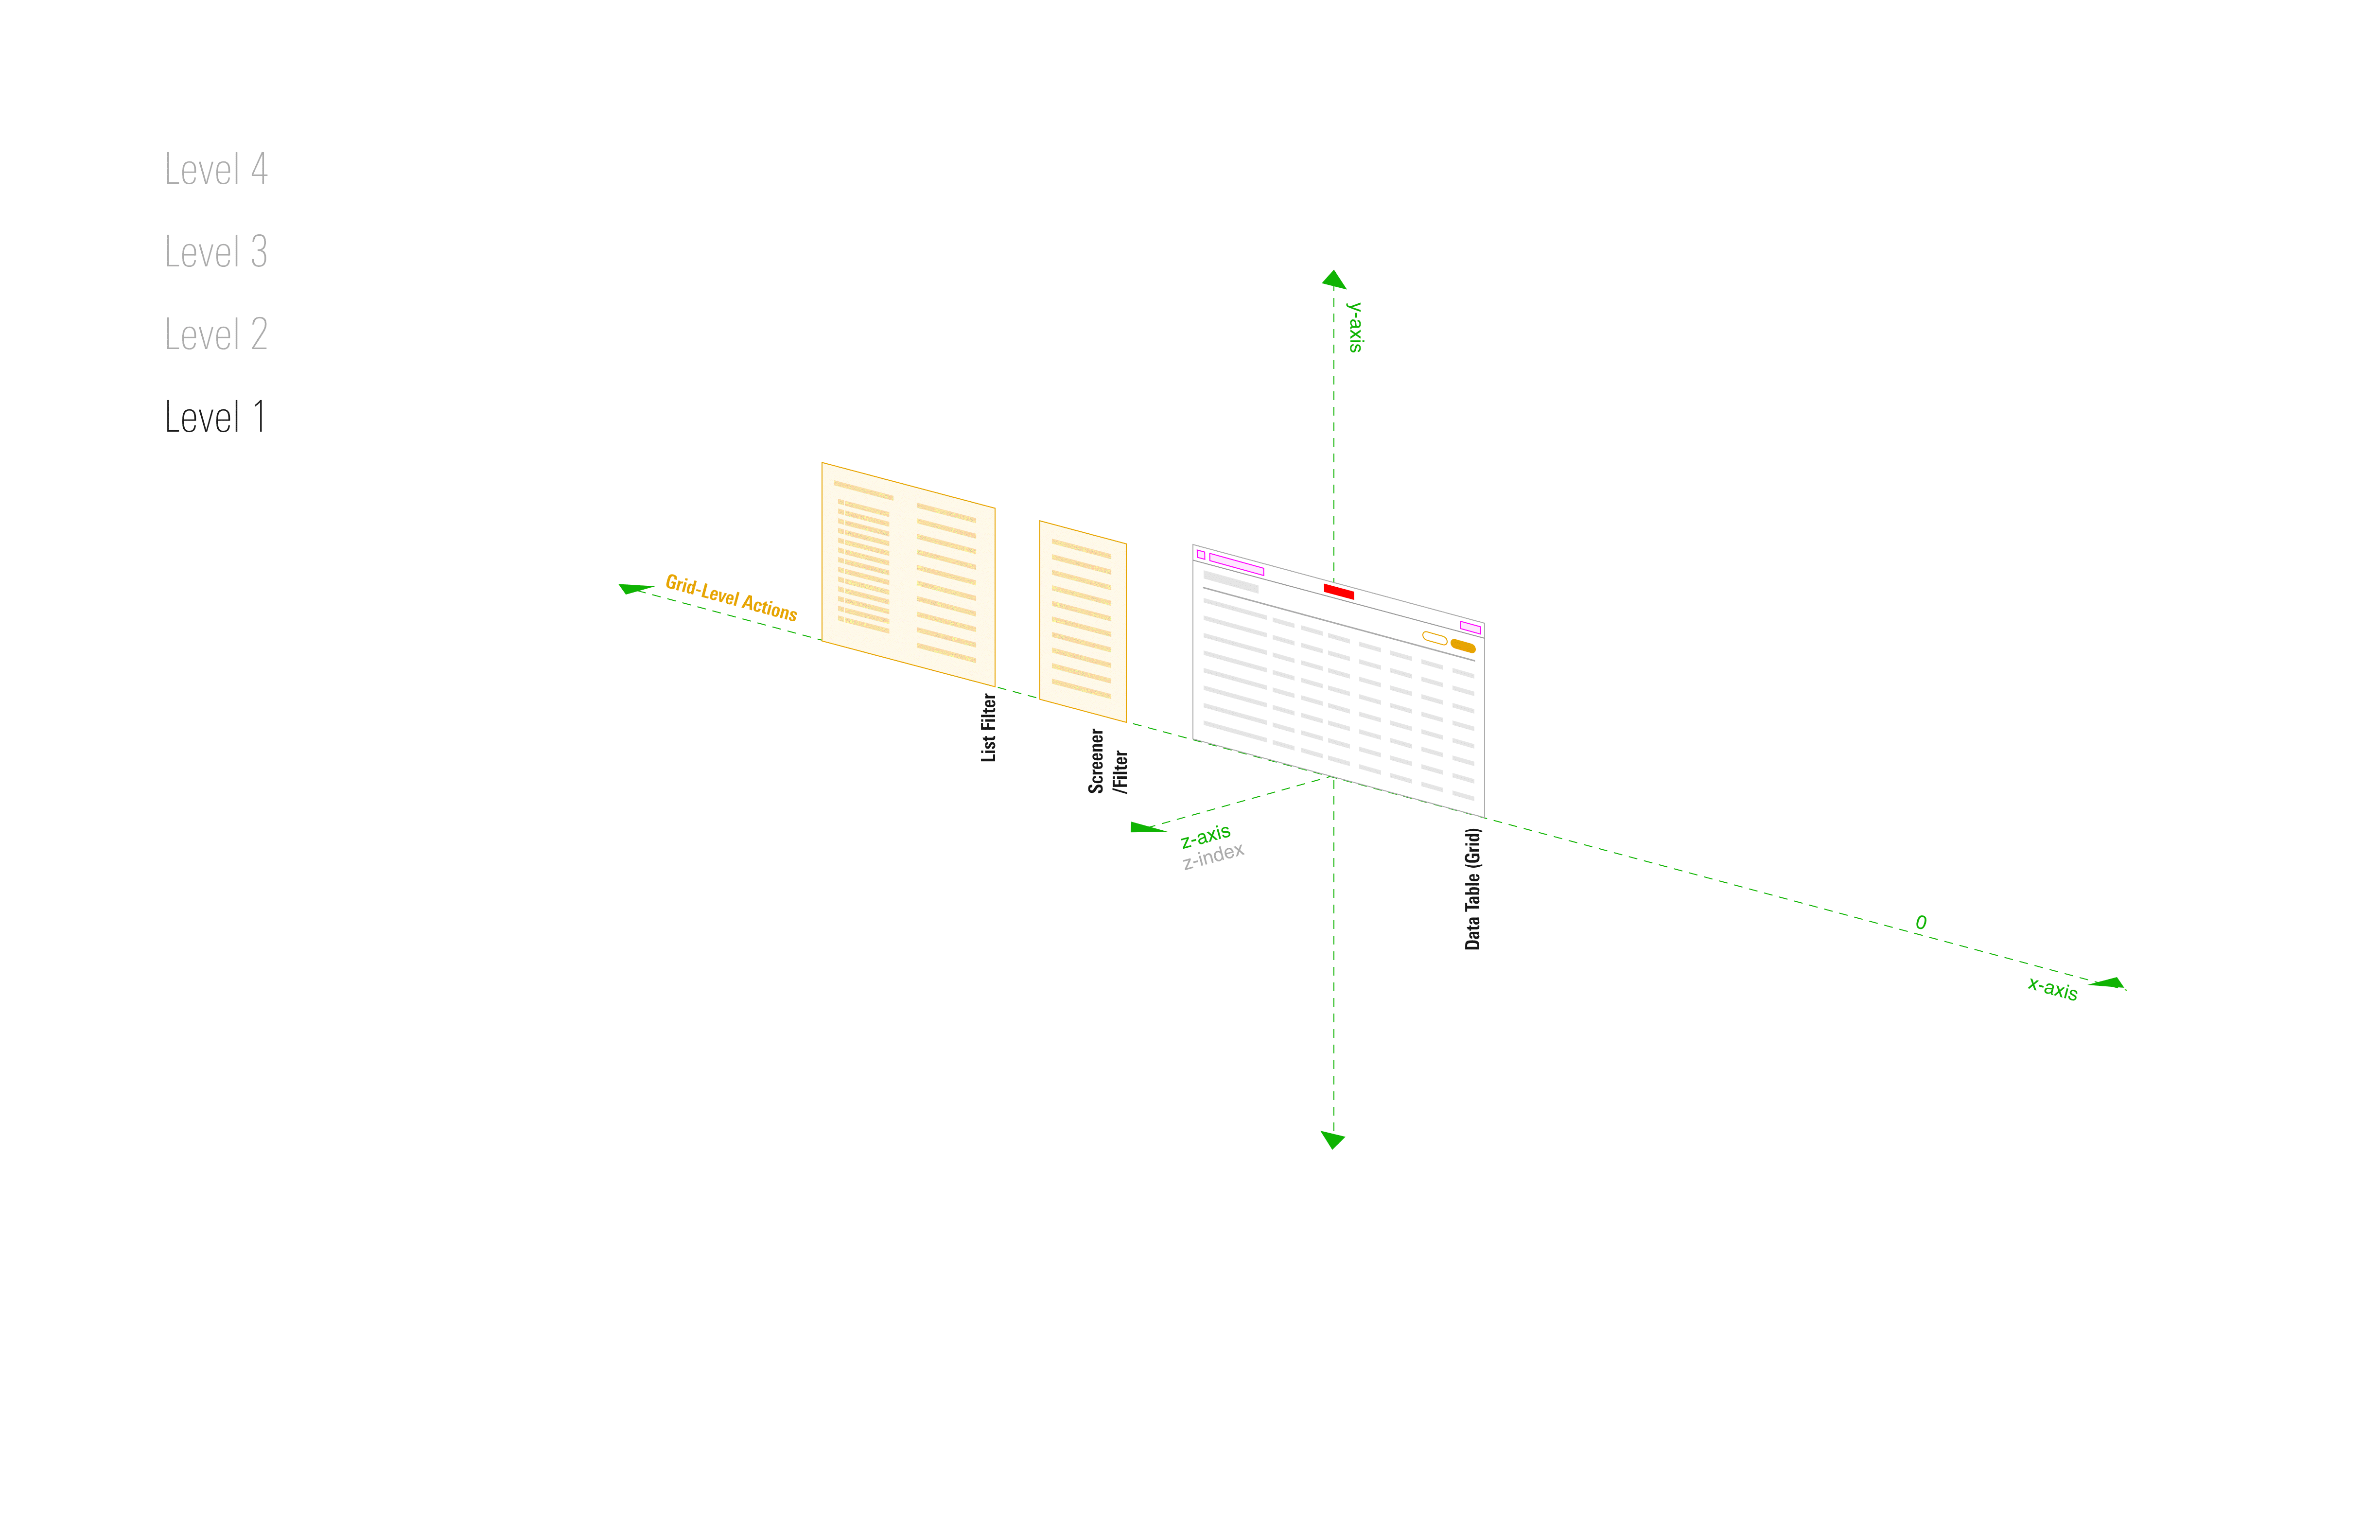 Level 4
Level 3
Level 2
Level 1
y-axis
Grid-Level Actions
List Filter
Screener
/Filter
z-axis
z-index
Data Table (Grid)
0
x-axis